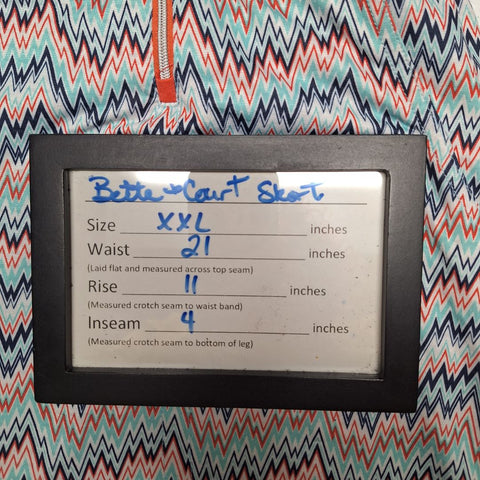 Bette & Court Skort
Size XXL inches
Waist 21 inches
(Laid flat and measured across top seam)
Rise 11 inches
(Measured crotch seam to waist band)
Inseam 4 inches
(Measured crotch seam to bottom of leg)